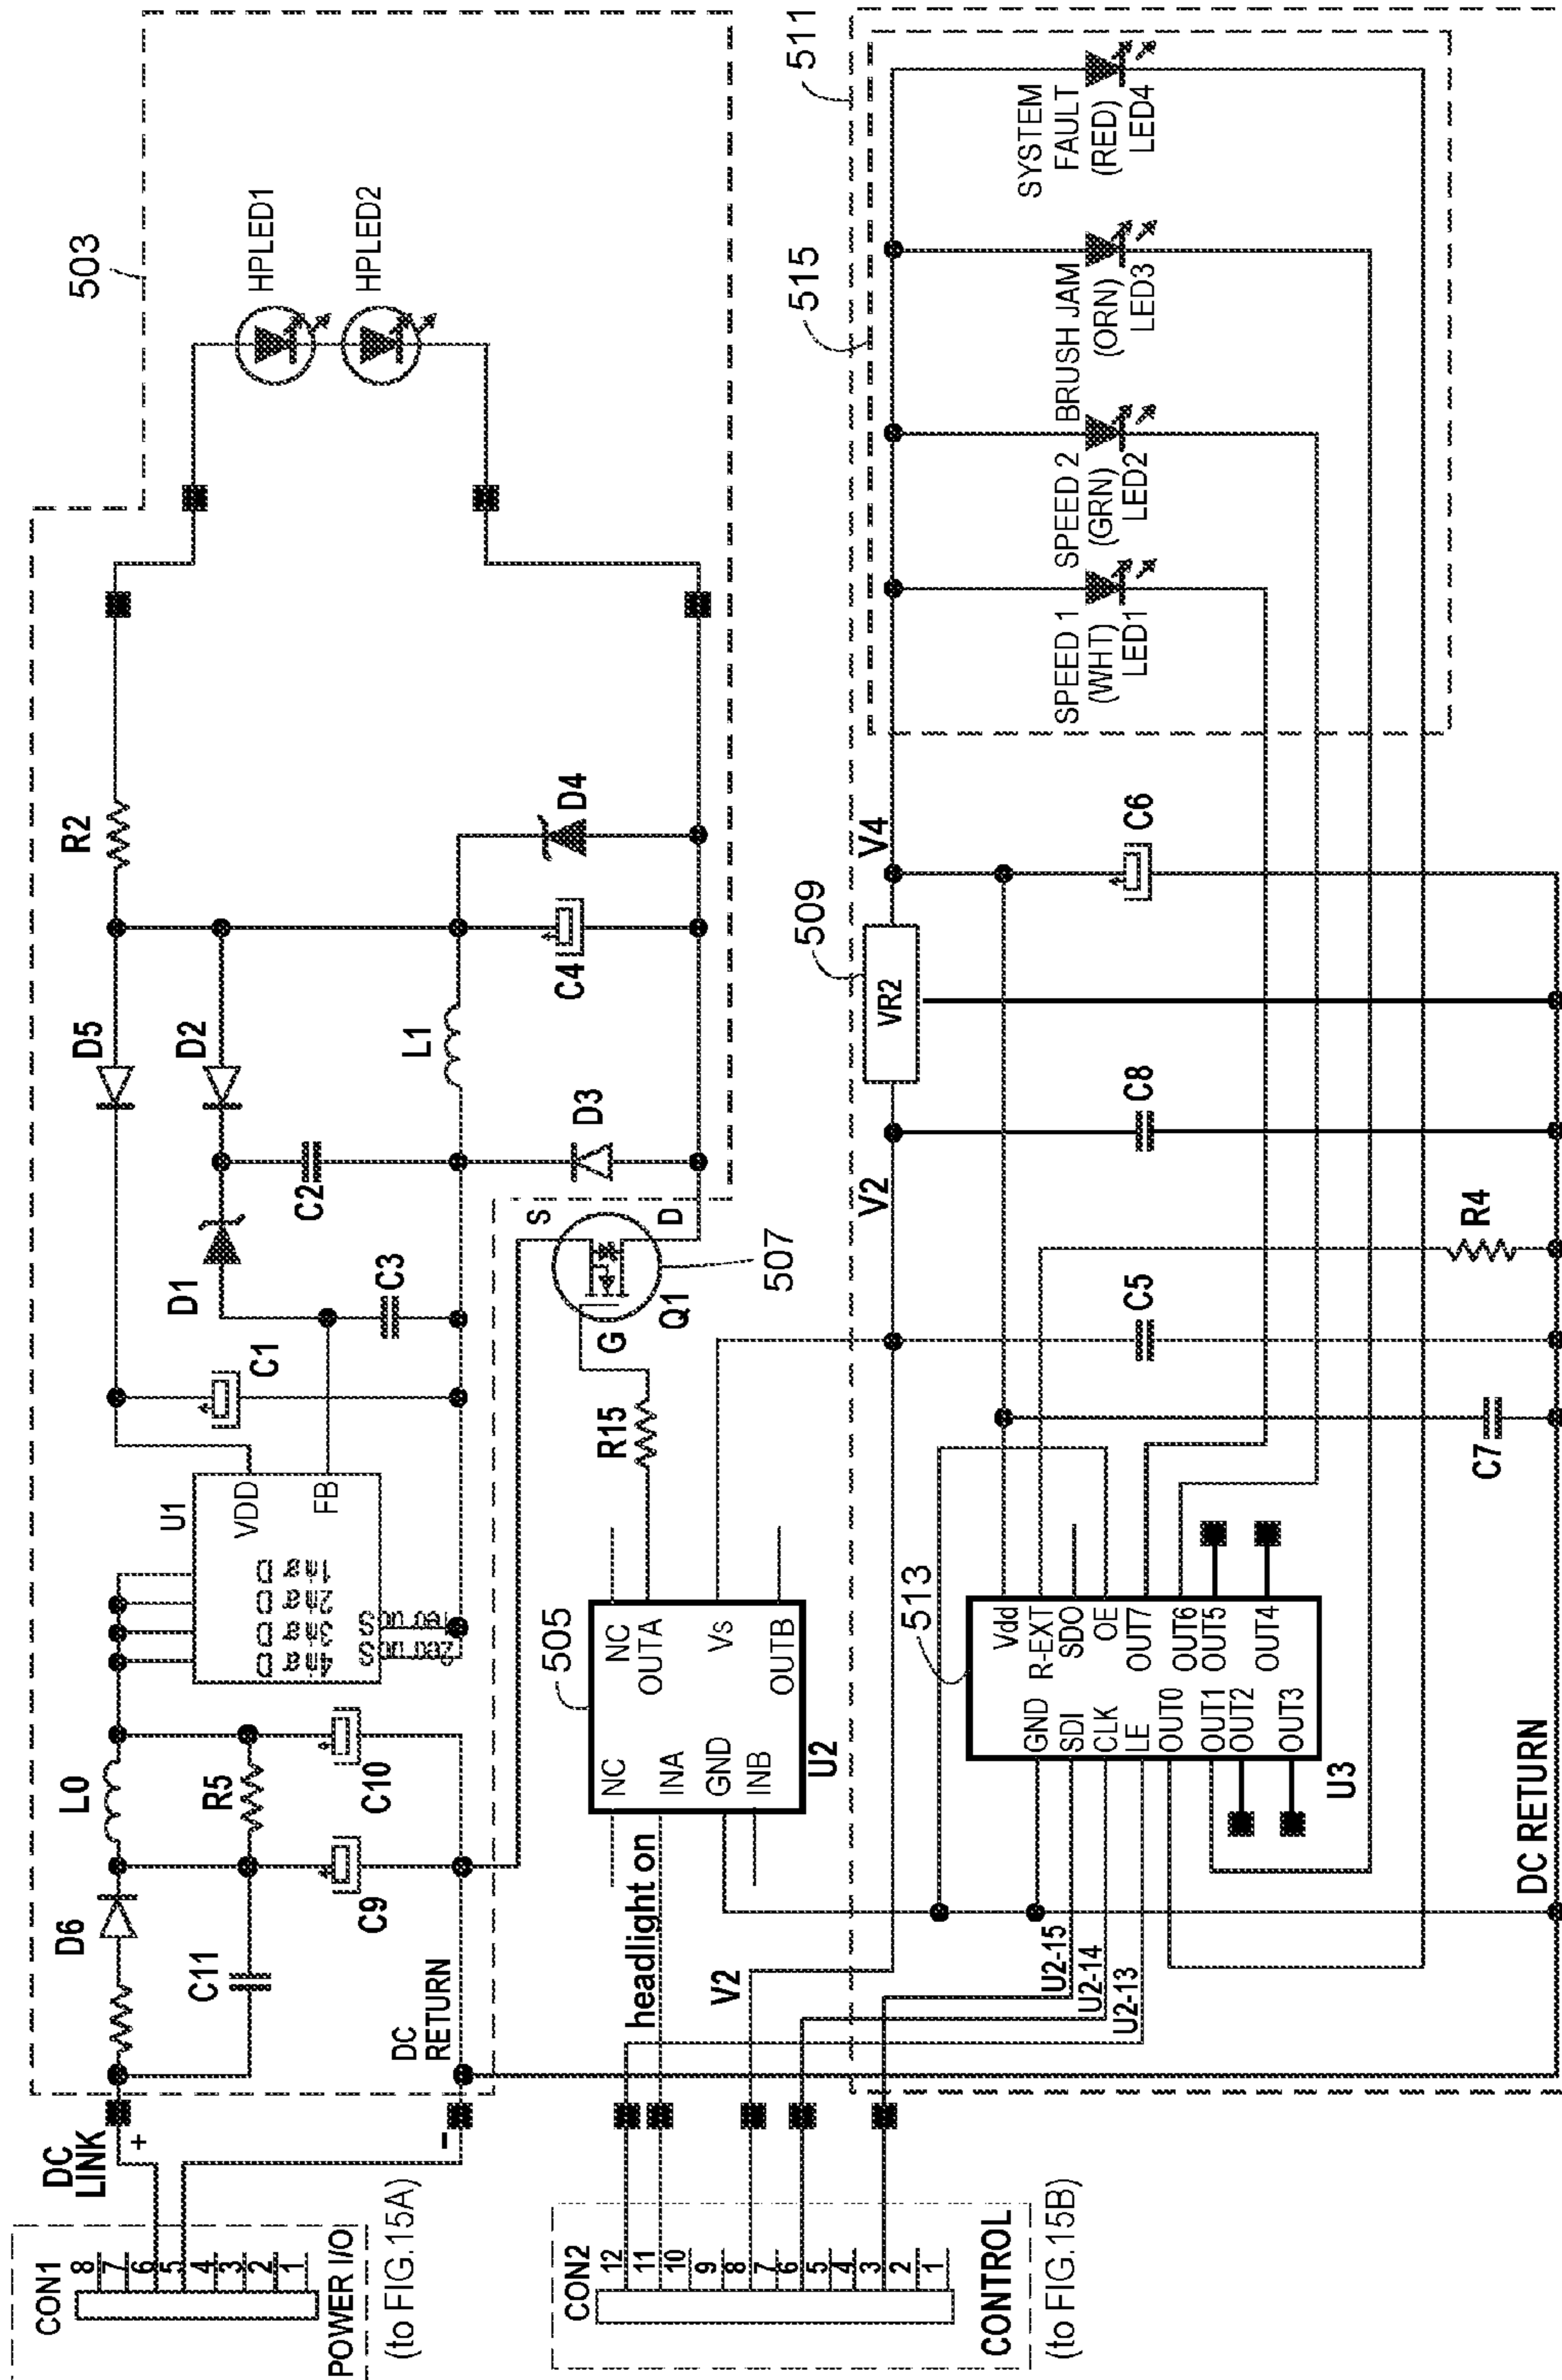 503
HPLED1
HPLED2
R2
D5
D2
D4
C4
L1
D3
D1
C2
C3
C1
U1
VDD
FB
L0
R5
C10
D6
C9
C11
DC
RETURN
DC
LINK
+
-
CON1
8
7
6
5
4
3
2
1
POWER I/O
(to FIG.15A)
S
D
G
Q1
507
R15
505
NC
OUTA
Vs
OUTB
NC
INA
GND
INB
U2
headlight on
V2
CON2
12
11
10
9
8
7
6
5
4
3
2
1
CONTROL
(to FIG.15B)
511
515
SPEED 1
(WHT)
LED1
SPEED 2
(GRN)
LED2
BRUSH JAM
(ORN)
LED3
SYSTEM
FAULT
(RED)
LED4
V4
C6
509
VR2
V2
C8
R4
C5
C7
513
Vdd
R-EXT
SDO
OE
OUT7
OUT6
OUT5
OUT4
GND
SDI
CLK
LE
OUT0
OUT1
OUT2
OUT3
U3
U2-15
U2-14
U2-13
DC RETURN